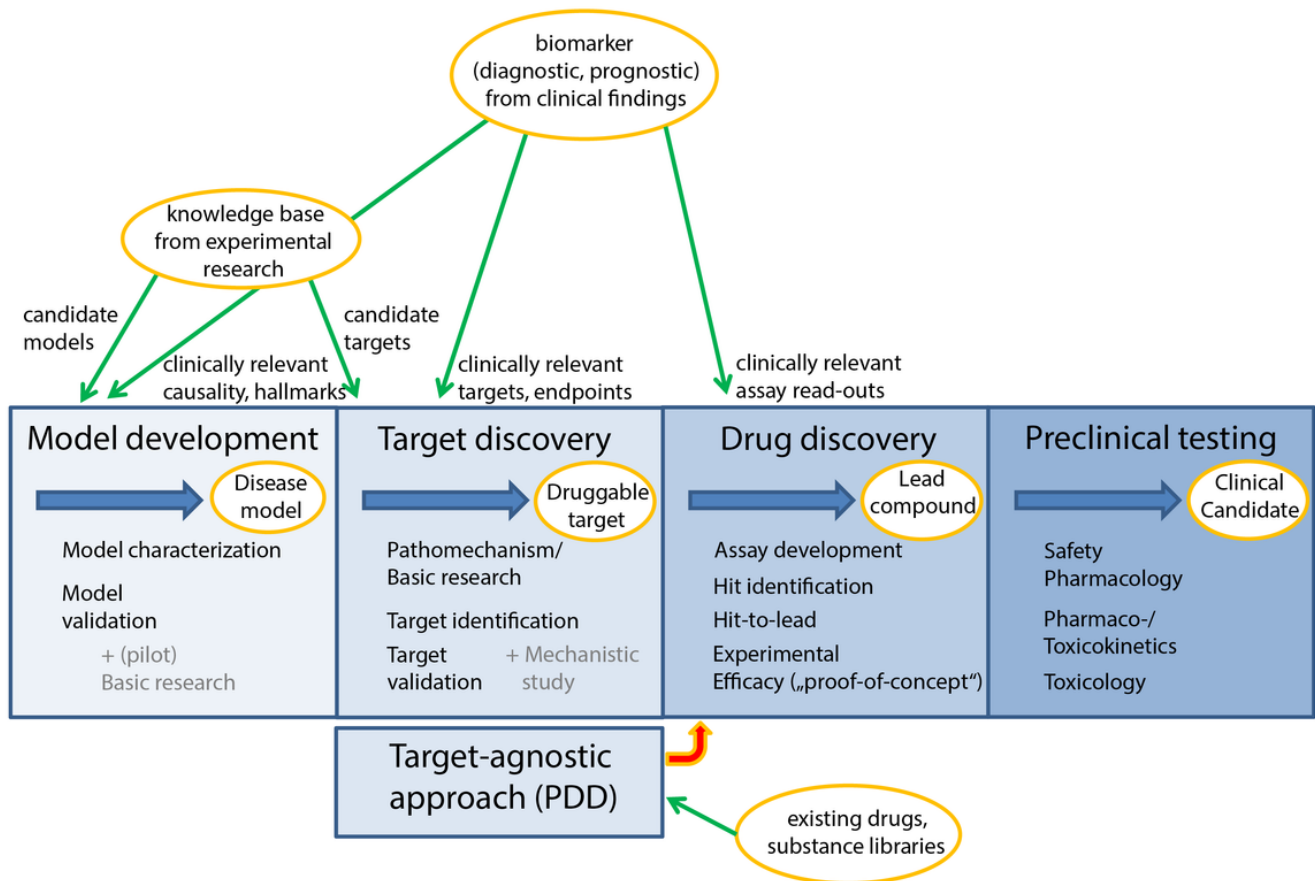 biomarker
(diagnostic, prognostic)
from clinical findings
knowledge base
from experimental
research
candidate
models
candidate
targets
clinically relevant
causality, hallmarks
clinically relevant
targets, endpoints
clinically relevant
assay read-outs
Model development
Disease
model
Model characterization
Model
validation
+ (pilot)
Basic research
Target discovery
Druggable
target
Pathomechanism/
Basic research
Target identification
Target
validation
+ Mechanistic
study
Drug discovery
Lead
compound
Assay development
Hit identification
Hit-to-lead
Experimental
Efficacy („proof-of-concept“)
Preclinical testing
Clinical
Candidate
Safety
Pharmacology
Pharmaco-/
Toxicokinetics
Toxicology
Target-agnostic
approach (PDD)
existing drugs,
substance libraries